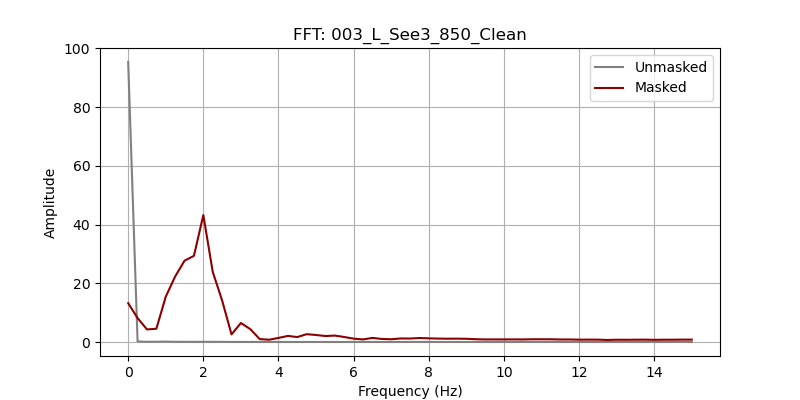 FFT: 003_L_See3_850_Clean
Unmasked
Masked
Amplitude
100
80
60
40
20
0
0 2 4 6 8 10 12 14
Frequency (Hz)